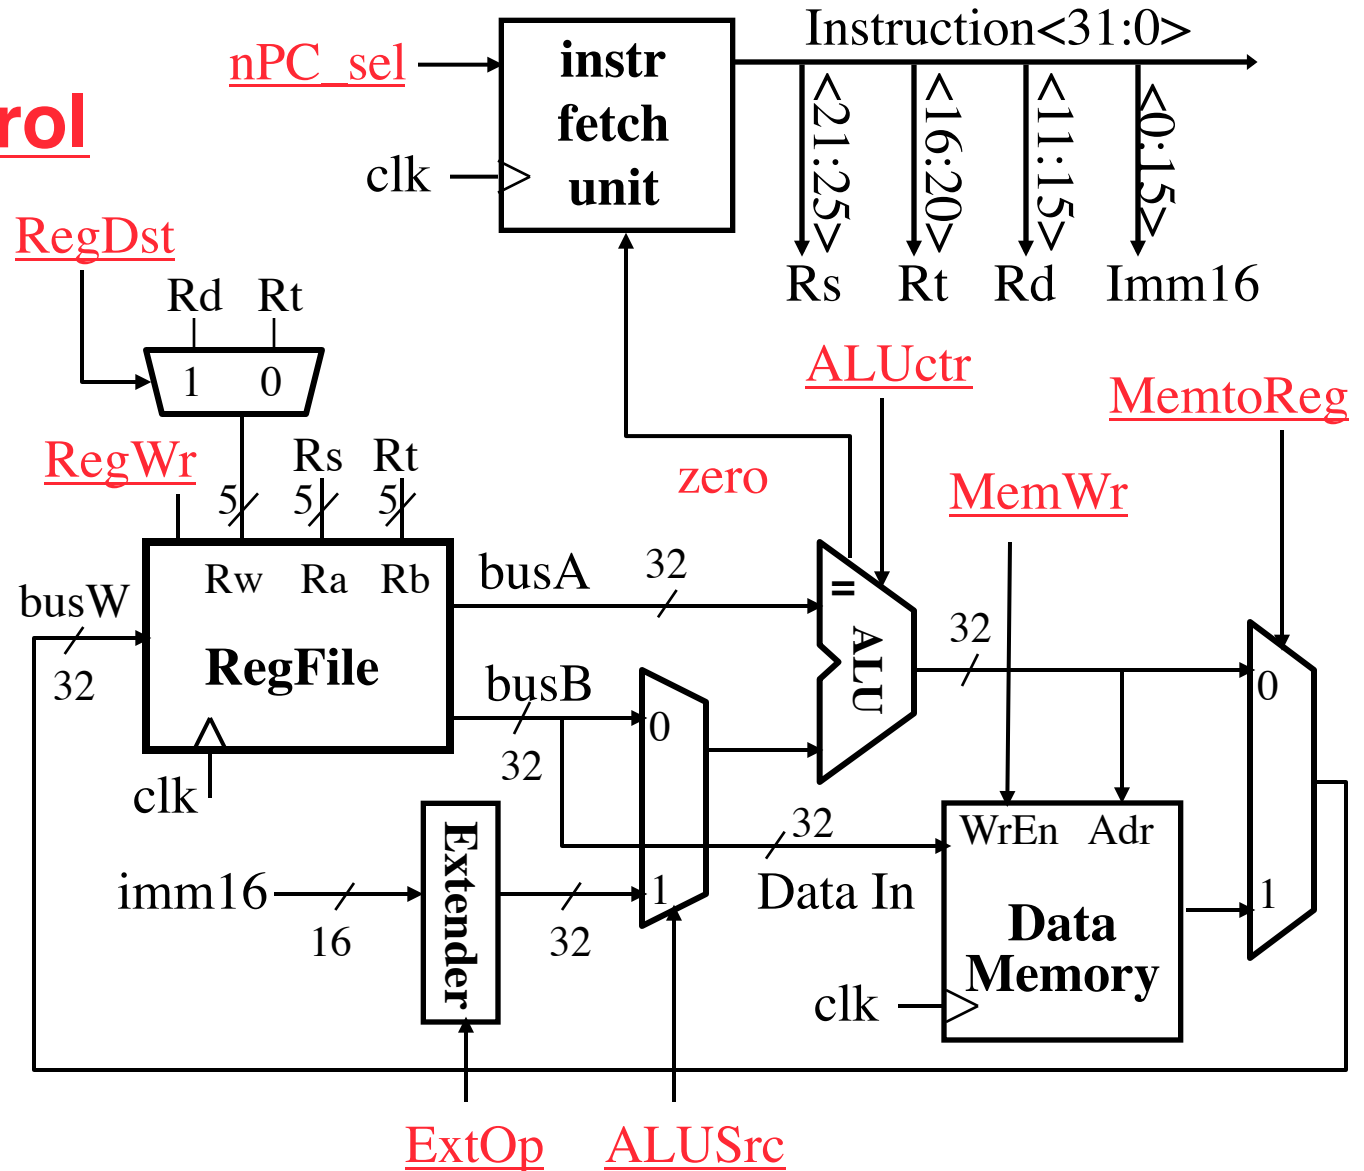 Instruction<31:0>
nPC_sel
instr
fetch
unit
rol
clk
<21:25>
<16:20>
<11:15>
<0:15>
RegDst
Rs
Rt
Rd
Imm16
Rd
Rt
1
0
ALUctr
MemtoReg
RegWr
Rs
Rt
5
5
5
zero
MemWr
Rw
Ra
Rb
busA
32
=
busW
32
RegFile
busB
32
ALU
32
0
0
clk
32
Extender
imm16
16
32
1
32
Data In
WrEn
Adr
Data
Memory
clk
1
ExtOp
ALUSrc